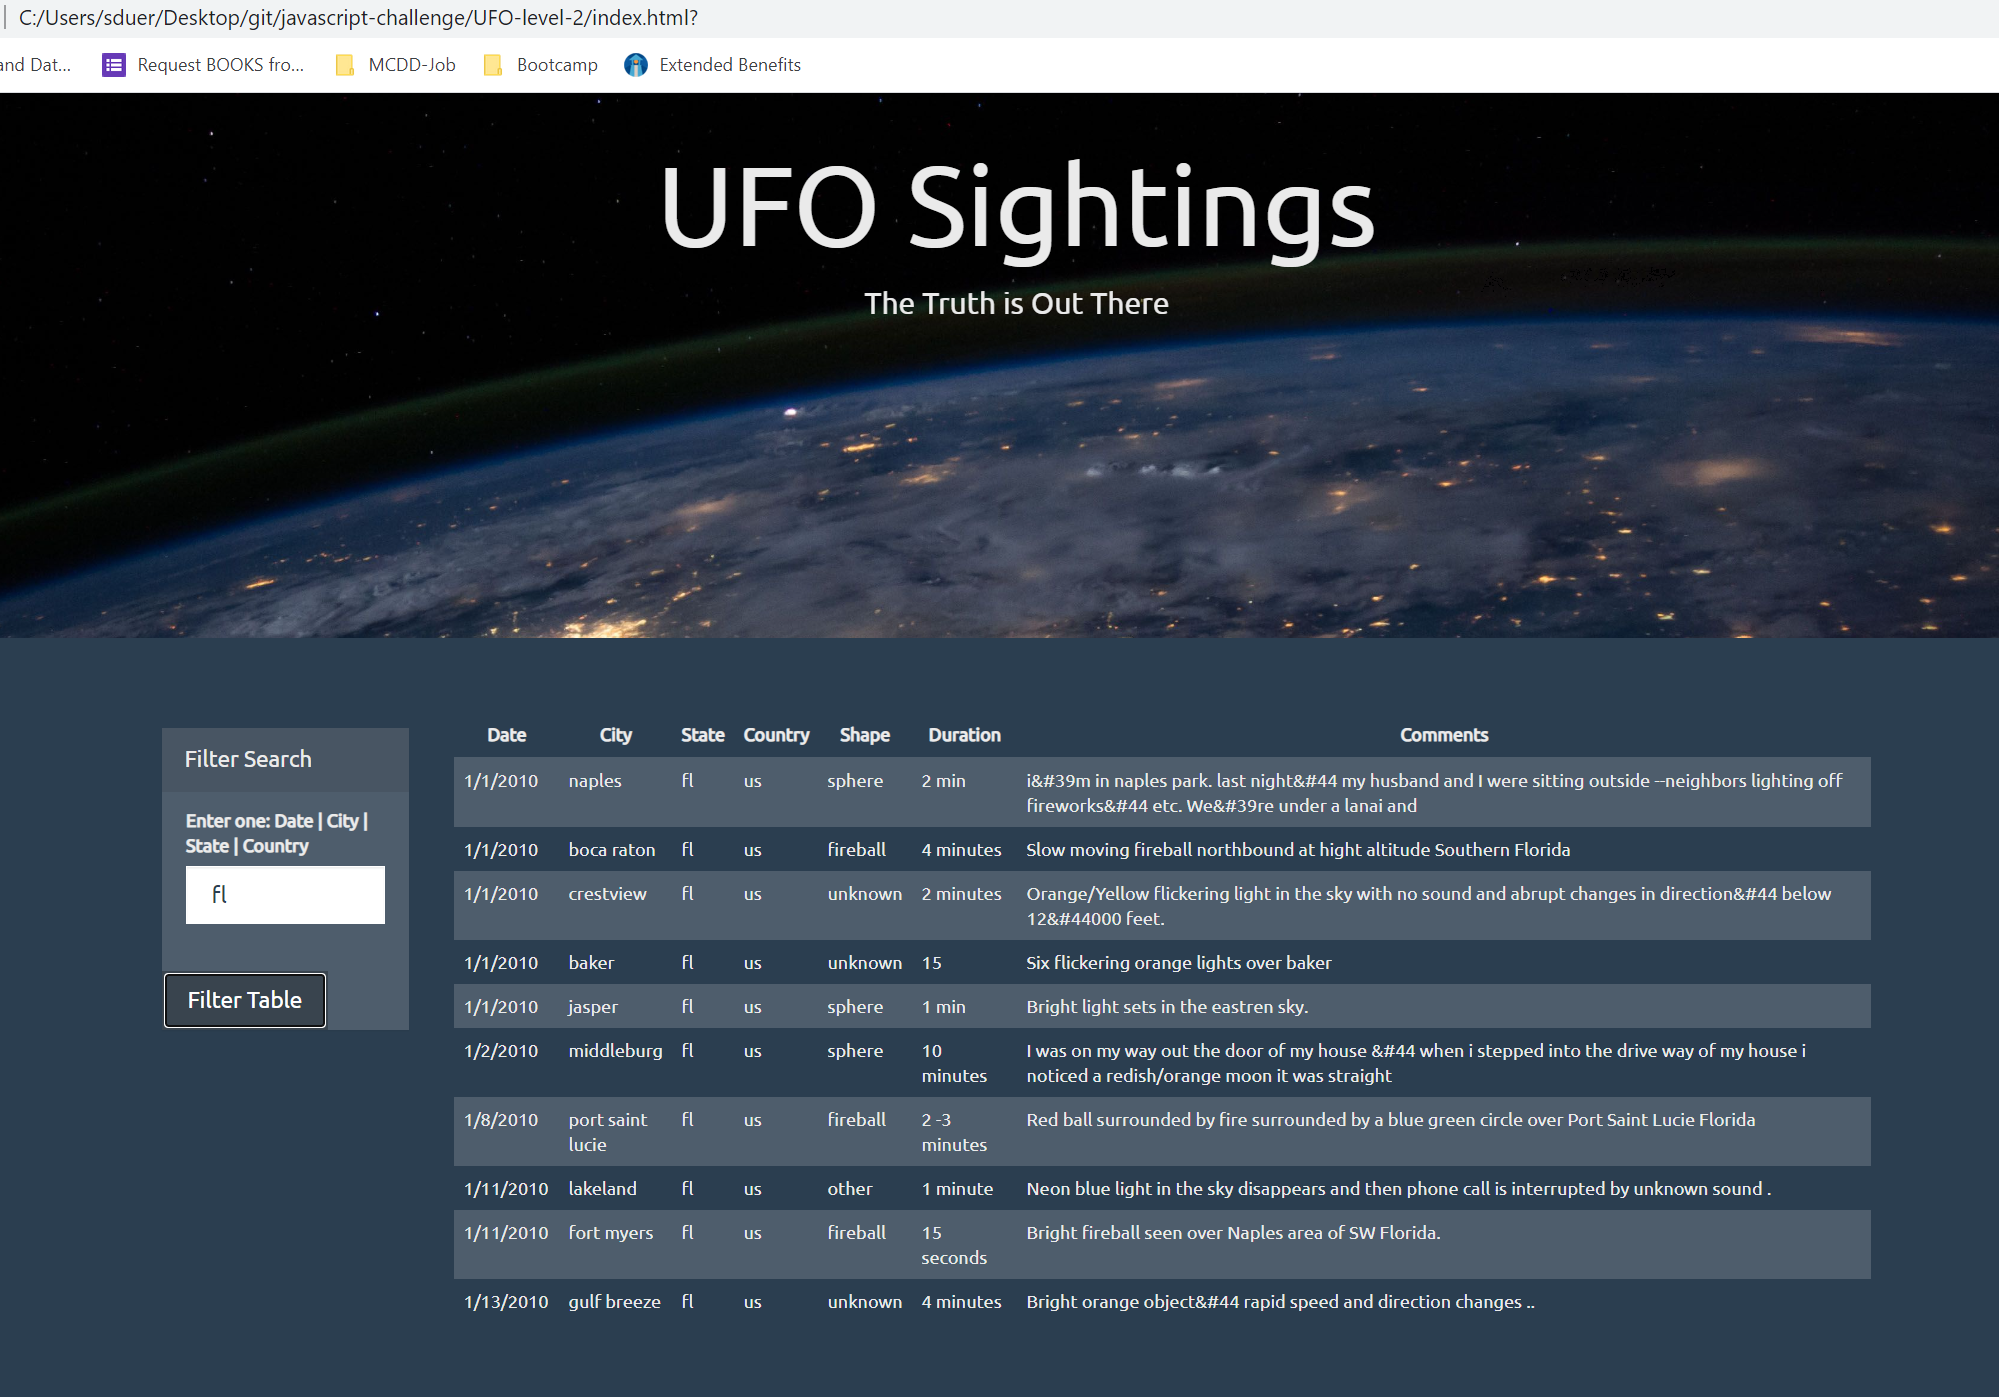 C:/Users/sduer/Desktop/git/javascript-challenge/UFO-level-2/index.html?
and Dat... Request BOOKS fro... MCDD-Job Bootcamp Extended Benefits
UFO Sightings
The Truth is Out There
Filter Search
Enter one: Date | City |
State | Country
fl
Filter Table
Date City State Country Shape Duration Comments
1/1/2010 naples fl us sphere 2 min i&#39m in naples park. last night&#44 my husband and I were sitting outside --neighbors lighting off
fireworks&#44 etc. We&#39re under a lanai and
1/1/2010 boca raton fl us fireball 4 minutes Slow moving fireball northbound at hight altitude Southern Florida
1/1/2010 crestview fl us unknown 2 minutes Orange/Yellow flickering light in the sky with no sound and abrupt changes in direction&#44 below
12&#44000 feet.
1/1/2010 baker fl us unknown 15 Six flickering orange lights over baker
1/1/2010 jasper fl us sphere 1 min Bright light sets in the eastren sky.
1/2/2010 middleburg fl us sphere 10 I was on my way out the door of my house &#44 when i stepped into the drive way of my house i
minutes noticed a redish/orange moon it was straight
1/8/2010 port saint fl us fireball 2 -3 Red ball surrounded by fire surrounded by a blue green circle over Port Saint Lucie Florida
lucie minutes
1/11/2010 lakeland fl us other 1 minute Neon blue light in the sky disappears and then phone call is interrupted by unknown sound .
1/11/2010 fort myers fl us fireball 15 Bright fireball seen over Naples area of SW Florida.
seconds
1/13/2010 gulf breeze fl us unknown 4 minutes Bright orange object&#44 rapid speed and direction changes ..